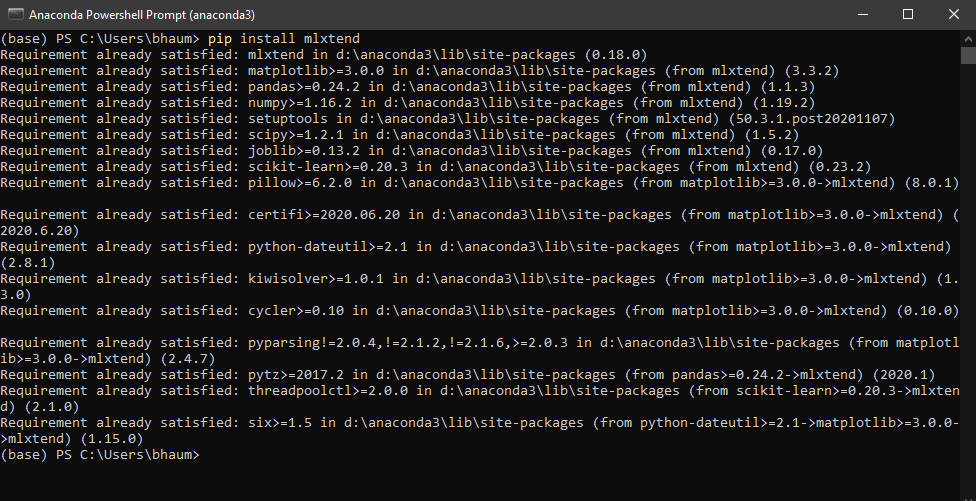 Anaconda Powershell Prompt (anaconda3)
(base) PS C:\Users\bhaum> pip install mlxtend
Requirement already satisfied: mlxtend in d:\anaconda3\lib\site-packages (0.18.0)
Requirement already satisfied: matplotlib>=3.0.0 in d:\anaconda3\lib\site-packages (from mlxtend) (3.3.2)
Requirement already satisfied: pandas>=0.24.2 in d:\anaconda3\lib\site-packages (from mlxtend) (1.1.3)
Requirement already satisfied: numpy>=1.16.2 in d:\anaconda3\lib\site-packages (from mlxtend) (1.19.2)
Requirement already satisfied: setuptools in d:\anaconda3\lib\site-packages (from mlxtend) (50.3.1.post20201107)
Requirement already satisfied: scipy>=1.2.1 in d:\anaconda3\lib\site-packages (from mlxtend) (1.5.2)
Requirement already satisfied: joblib>=0.13.2 in d:\anaconda3\lib\site-packages (from mlxtend) (0.17.0)
Requirement already satisfied: scikit-learn>=0.20.3 in d:\anaconda3\lib\site-packages (from mlxtend) (0.23.2)
Requirement already satisfied: pillow>=6.2.0 in d:\anaconda3\lib\site-packages (from matplotlib>=3.0.0->mlxtend) (8.0.1)
Requirement already satisfied: certifi>=2020.06.20 in d:\anaconda3\lib\site-packages (from matplotlib>=3.0.0->mlxtend) (
2020.6.20)
Requirement already satisfied: python-dateutil>=2.1 in d:\anaconda3\lib\site-packages (from matplotlib>=3.0.0->mlxtend)
(2.8.1)
Requirement already satisfied: kiwisolver>=1.0.1 in d:\anaconda3\lib\site-packages (from matplotlib>=3.0.0->mlxtend) (1.
3.0)
Requirement already satisfied: cycler>=0.10 in d:\anaconda3\lib\site-packages (from matplotlib>=3.0.0->mlxtend) (0.10.0)
Requirement already satisfied: pyparsing!=2.0.4,!=2.1.2,!=2.1.6,>=2.0.3 in d:\anaconda3\lib\site-packages (from matplotl
ib>=3.0.0->mlxtend) (2.4.7)
Requirement already satisfied: pytz>=2017.2 in d:\anaconda3\lib\site-packages (from pandas>=0.24.2->mlxtend) (2020.1)
Requirement already satisfied: threadpoolctl>=2.0.0 in d:\anaconda3\lib\site-packages (from scikit-learn>=0.20.3->mlxten
d) (2.1.0)
Requirement already satisfied: six>=1.5 in d:\anaconda3\lib\site-packages (from python-dateutil>=2.1->matplotlib>=3.0.0-
>mlxtend) (1.15.0)
(base) PS C:\Users\bhaum>